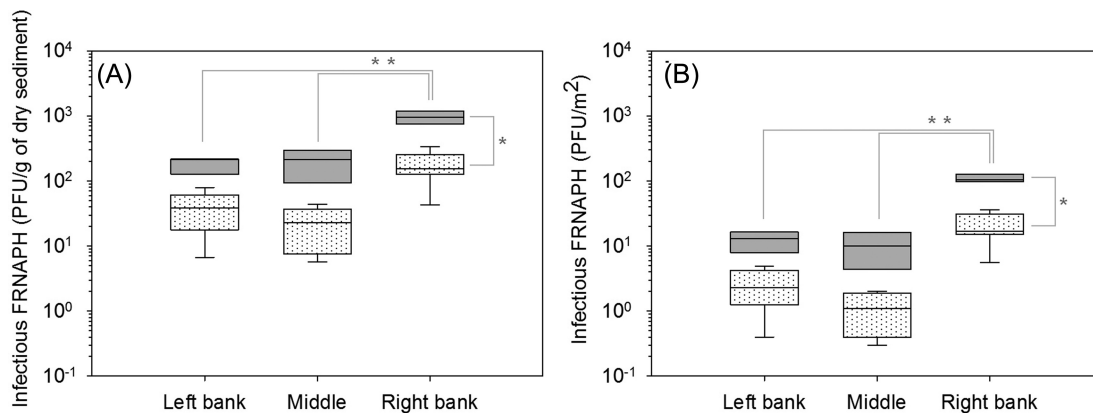 Infectious FRNAPH (PFU/g of dry sediment)
(A)
10^4
10^3
10^2
10^1
10^0
10^-1
* *
*
Left bank Middle Right bank
Infectious FRNAPH (PFU/m^2)
(B)
10^4
10^3
10^2
10^1
10^0
10^-1
* *
*
Left bank Middle Right bank